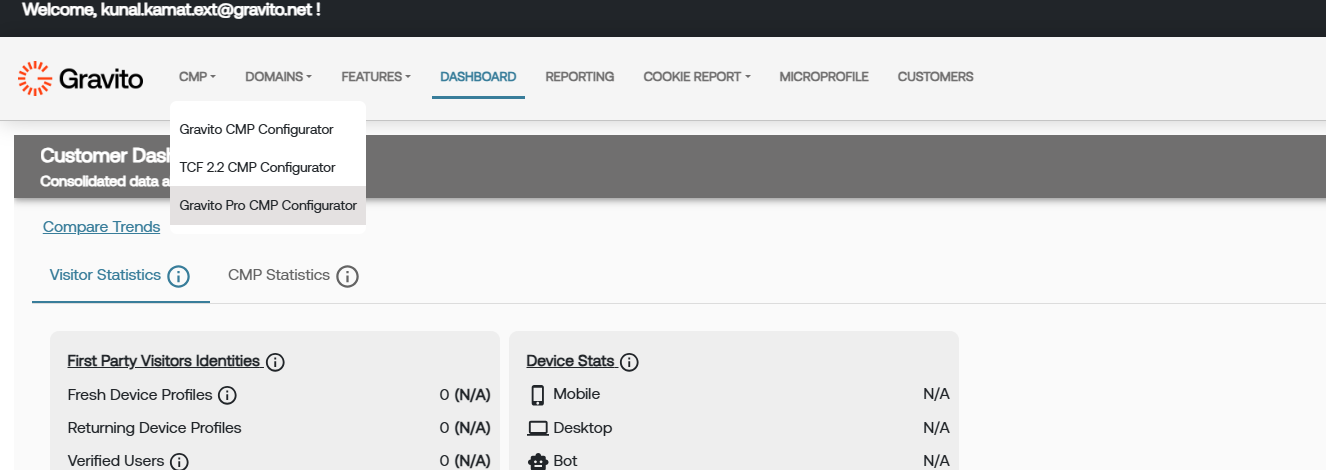 Welcome, kunal.kamat.ext@gravito.net !
Gravito CMP DOMAINS FEATURES DASHBOARD REPORTING COOKIE REPORT MICROPROFILE CUSTOMERS
Gravito CMP Configurator
TCF 2.2 CMP Configurator
Gravito Pro CMP Configurator
Customer
Consolidated data
Compare Trends
Visitor Statistics CMP Statistics
First Party Visitors Identities
Fresh Device Profiles 0 (N/A)
Returning Device Profiles 0 (N/A)
Verified Users 0 (N/A)
Device Stats
Mobile N/A
Desktop N/A
Bot N/A